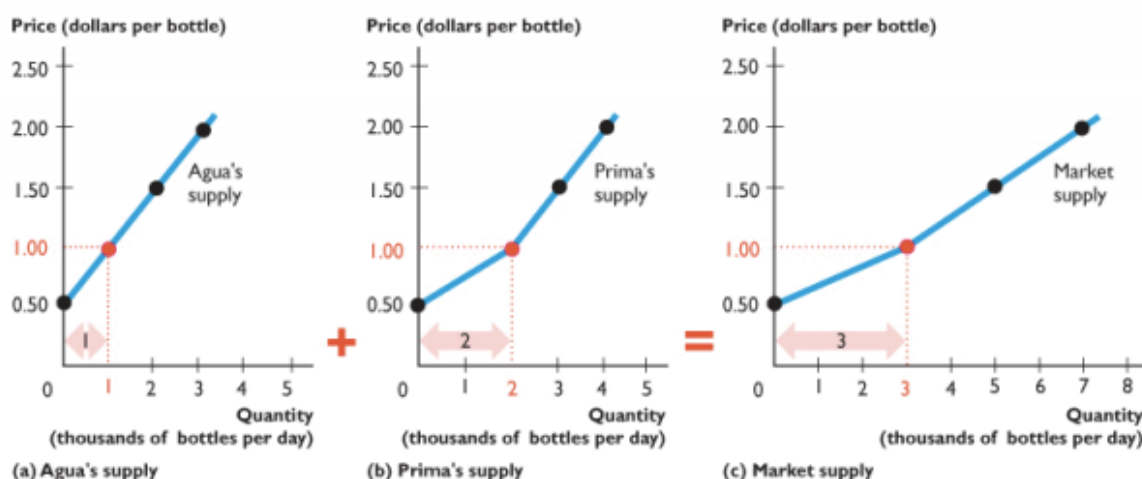 Price (dollars per bottle)
2.50
2.00
1.50
1.00
0.50
0
Agua's
supply
1
1
2
3
4
5
Quantity
(thousands of bottles per day)
(a) Agua's supply
+
Price (dollars per bottle)
2.50
2.00
1.50
1.00
0.50
0
Prima's
supply
2
1
2
3
4
5
Quantity
(thousands of bottles per day)
(b) Prima's supply
=
Price (dollars per bottle)
2.50
2.00
1.50
1.00
0.50
0
Market
supply
3
1
2
3
4
5
6
7
8
Quantity
(thousands of bottles per day)
(c) Market supply